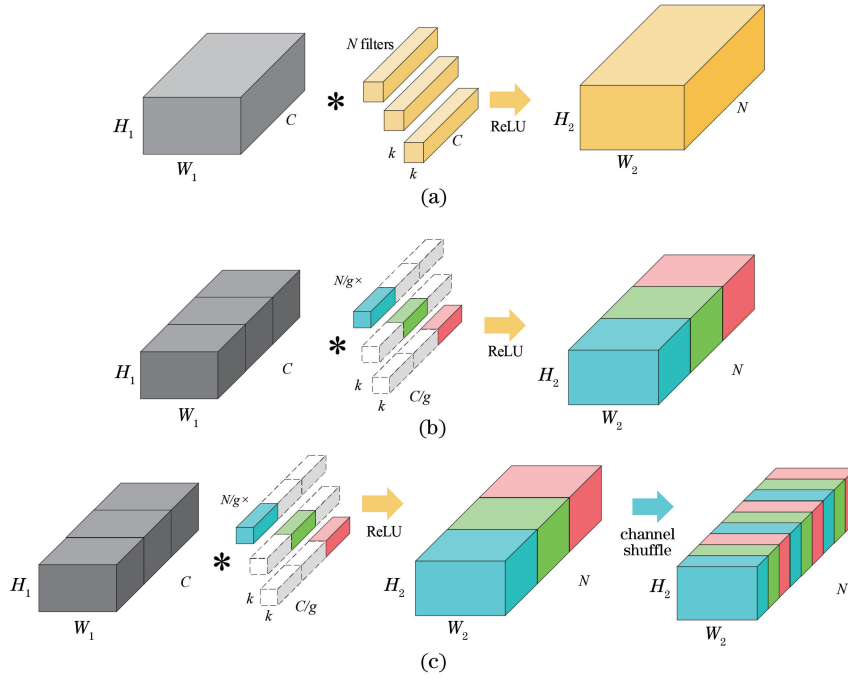 N filters
H₁
C
W₁
k
k
C
ReLU
H₂
N
W₂
(a)
N/g×
H₁
C
W₁
k
k
C/g
ReLU
H₂
N
W₂
(b)
N/g×
H₁
C
W₁
k
k
C/g
ReLU
H₂
N
W₂
channel
shuffle
H₂
N
W₂
(c)